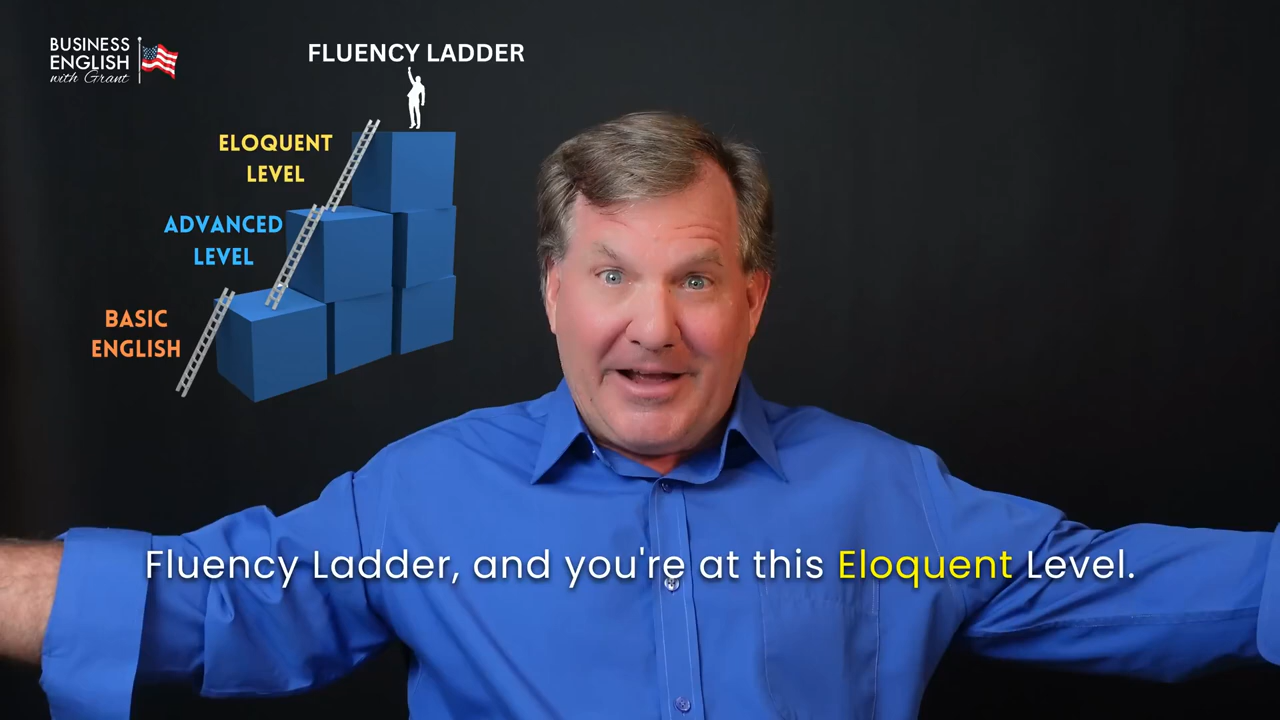 BUSINESS
ENGLISH
with Grant
FLUENCY LADDER
ELOQUENT
LEVEL
ADVANCED
LEVEL
BASIC
ENGLISH
Fluency Ladder, and you're at this Eloquent Level.